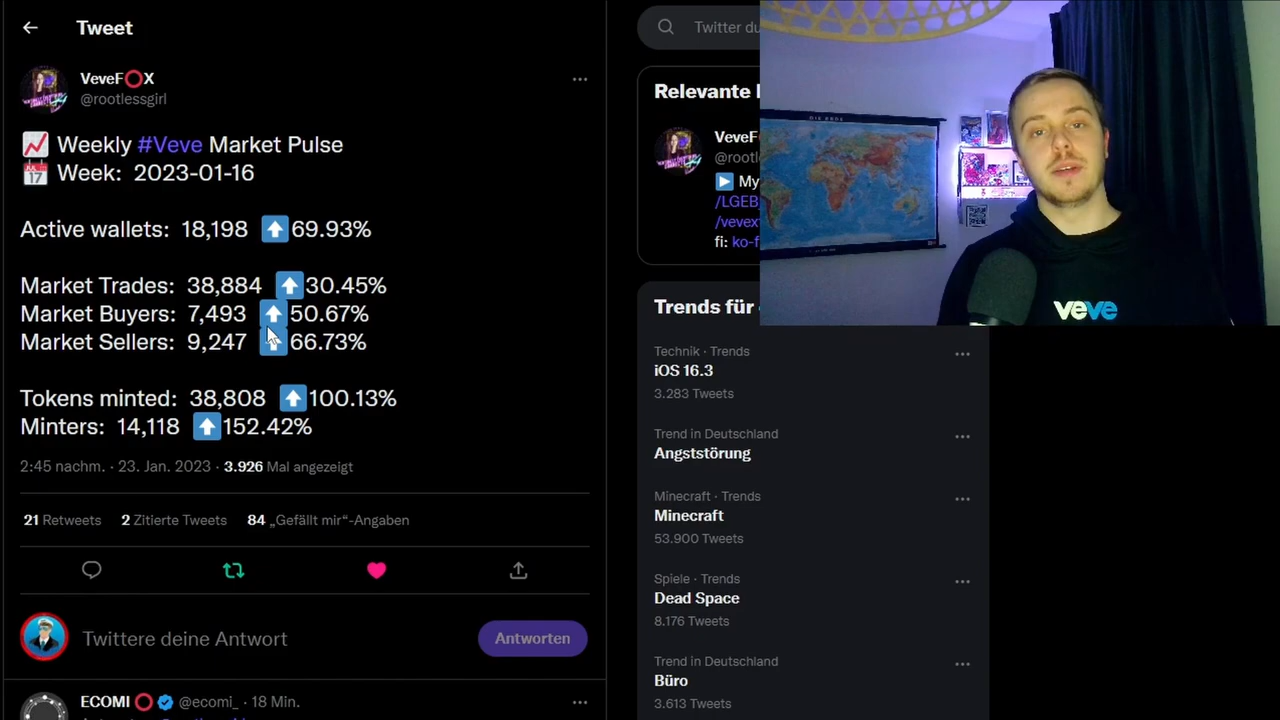 Tweet
VeveF⭕X
@rootlessgirl
📈 Weekly #Veve Market Pulse
📅 Week: 2023-01-16
Active wallets: 18,198 ⬆️69.93%
Market Trades: 38,884 ⬆️30.45%
Market Buyers: 7,493 ⬆️50.67%
Market Sellers: 9,247 ⬆️66.73%
Tokens minted: 38,808 ⬆️100.13%
Minters: 14,118 ⬆️152.42%
2:45 nachm. · 23. Jan. 2023 · 3.926 Mal angezeigt
21 Retweets 2 Zitierte Tweets 84 „Gefällt mir“-Angaben
Twittere deine Antwort
Antworten
ECOMI ⭕ @ecomi_ · 18 Min.
Twitter du
Relevante
VeveF
@rootl
▶️ My
/LGEB
/vevex
fi: ko-f
Trends für
Technik · Trends
iOS 16.3
3.283 Tweets
Trend in Deutschland
Angststörung
Minecraft · Trends
Minecraft
53.900 Tweets
Spiele · Trends
Dead Space
8.176 Tweets
Trend in Deutschland
Büro
3.613 Tweets
DIE ERDE
veve